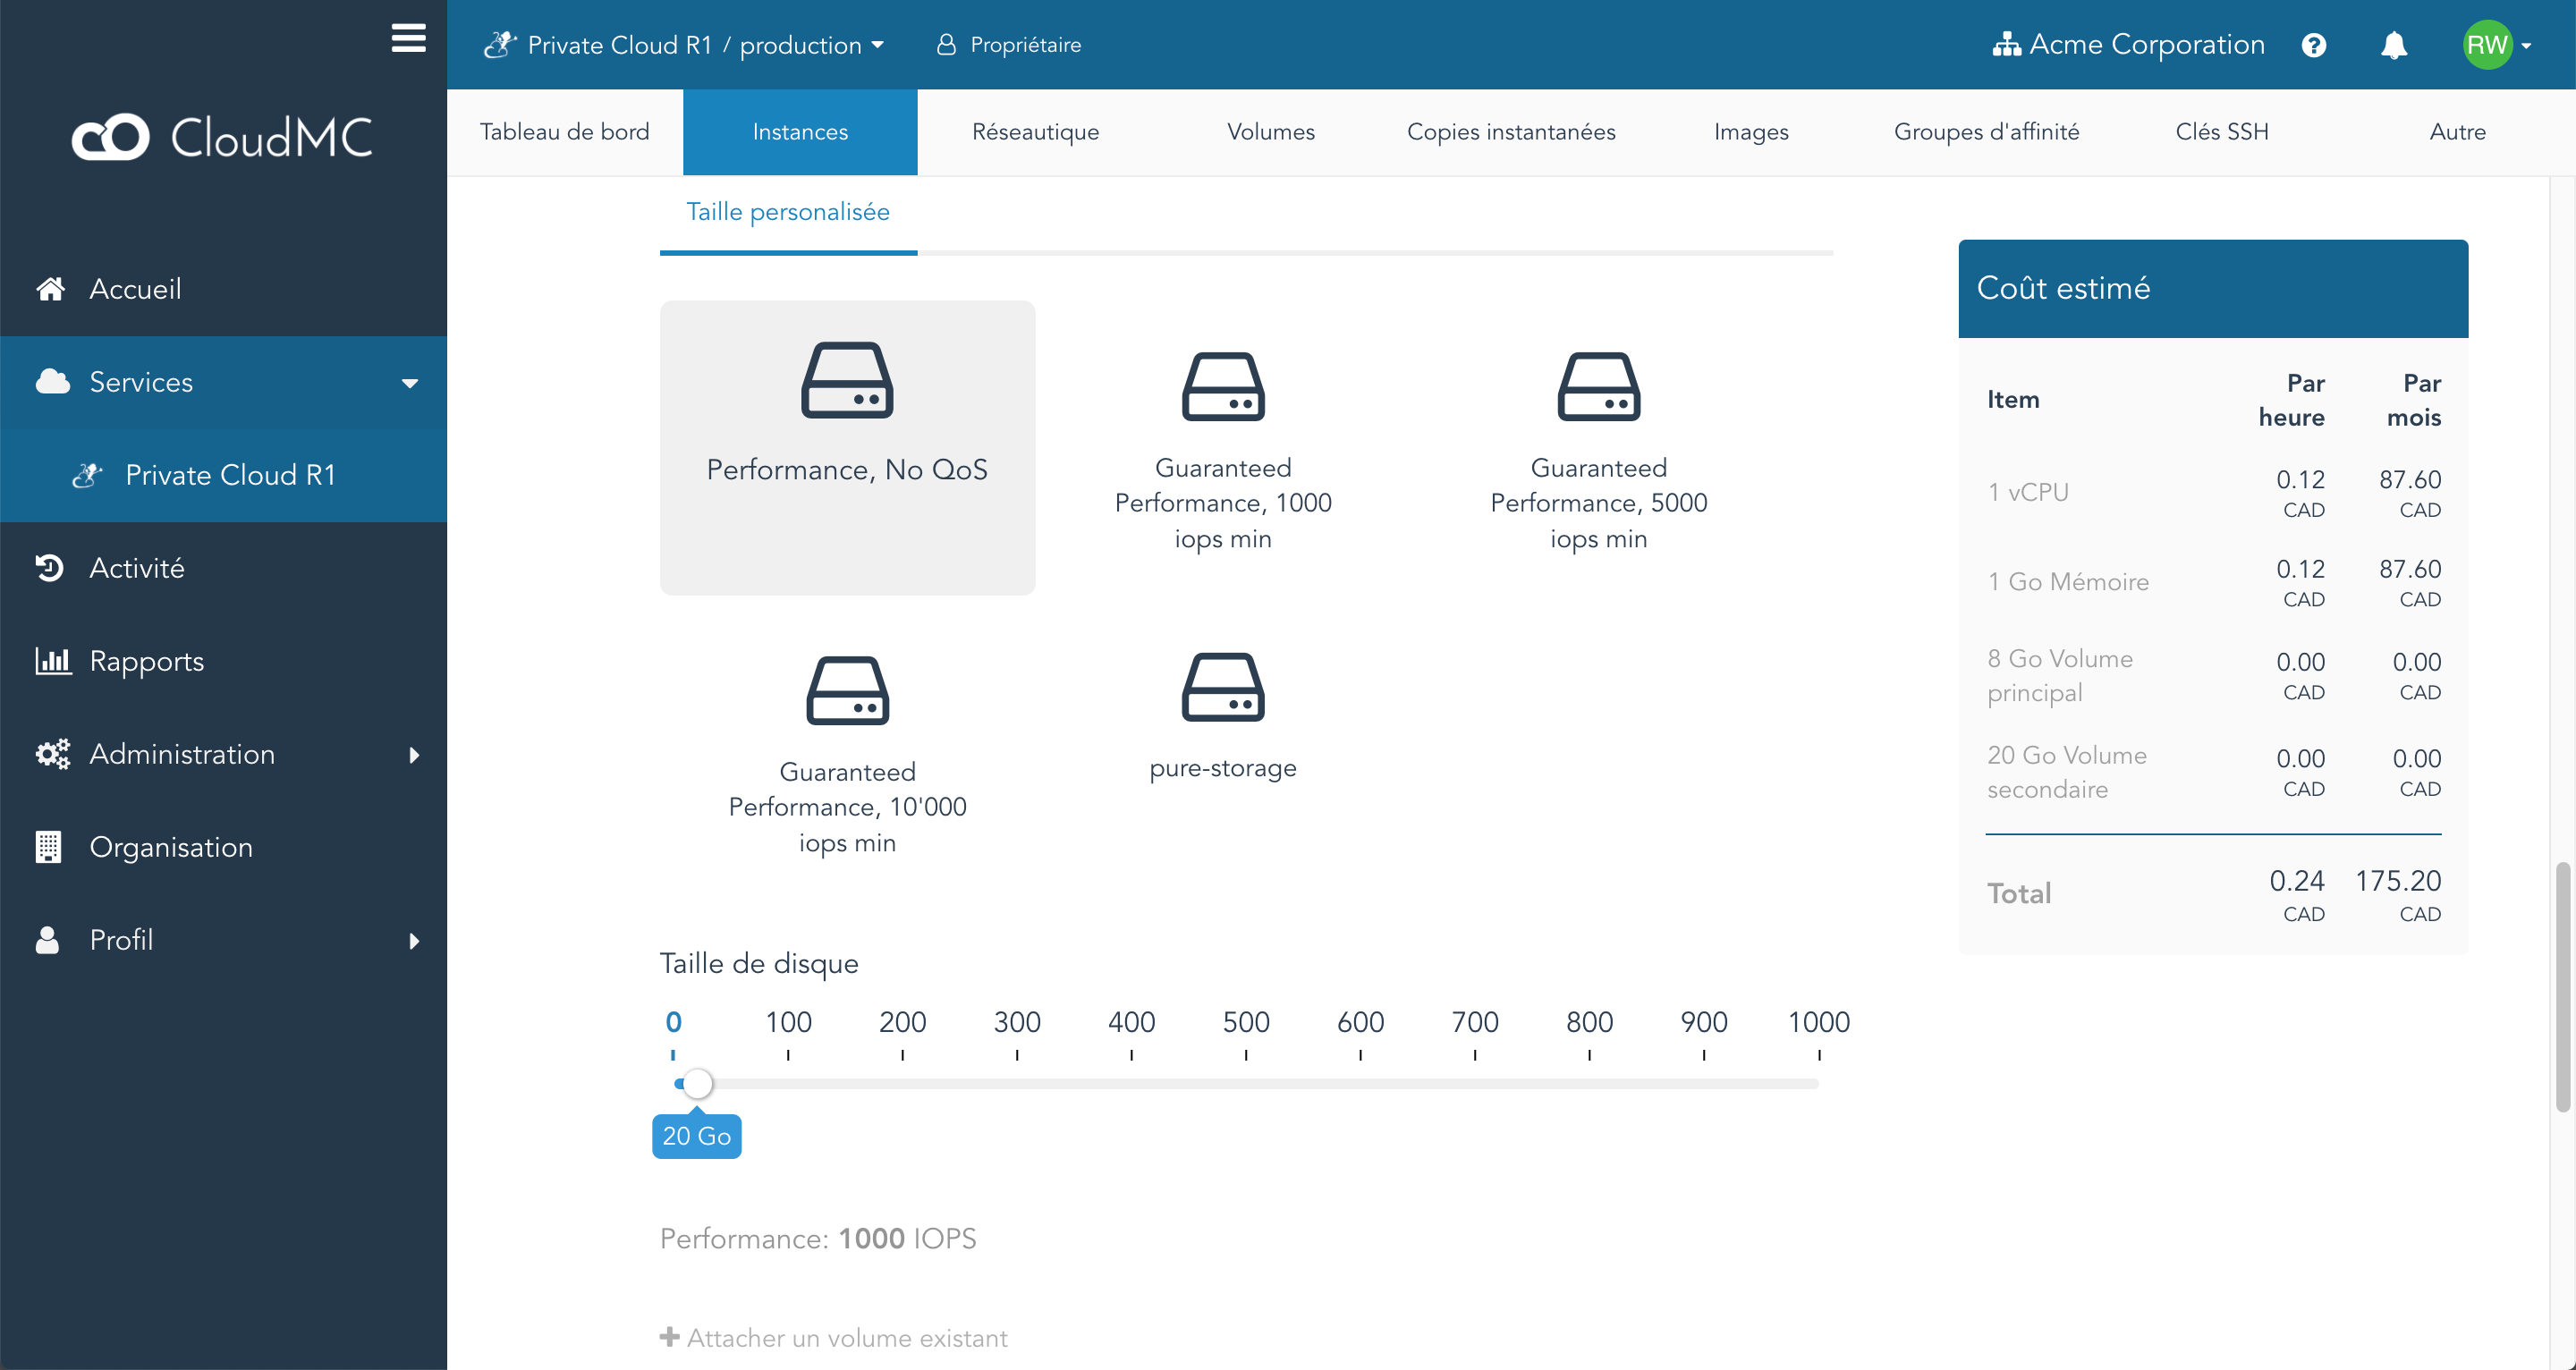 CloudMC
Accueil
Services
Private Cloud R1
Activité
Rapports
Administration
Organisation
Profil
Private Cloud R1 / production
Propriétaire
Acme Corporation
RW
Tableau de bord
Instances
Réseautique
Volumes
Copies instantanées
Images
Groupes d'affinité
Clés SSH
Autre
Taille personalisée
Performance, No QoS
Guaranteed
Performance, 1000
iops min
Guaranteed
Performance, 5000
iops min
Guaranteed
Performance, 10'000
iops min
pure-storage
Taille de disque
0 100 200 300 400 500 600 700 800 900 1000
20 Go
Performance: 1000 IOPS
Attacher un volume existant
Coût estimé
Item
Par
heure
Par
mois
1 vCPU
0.12
CAD
87.60
CAD
1 Go Mémoire
0.12
CAD
87.60
CAD
8 Go Volume
principal
0.00
CAD
0.00
CAD
20 Go Volume
secondaire
0.00
CAD
0.00
CAD
Total
0.24
CAD
175.20
CAD